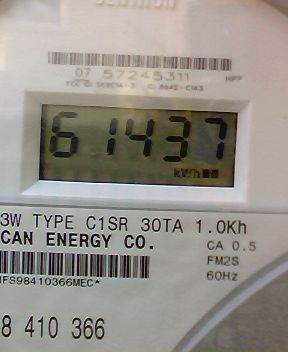 07 57245311 HPP
61437
kWh
3W TYPE C1SR 30TA 1.0Kh
CAN ENERGY CO.
CA 0.5
FM2S
60Hz
8 410 366